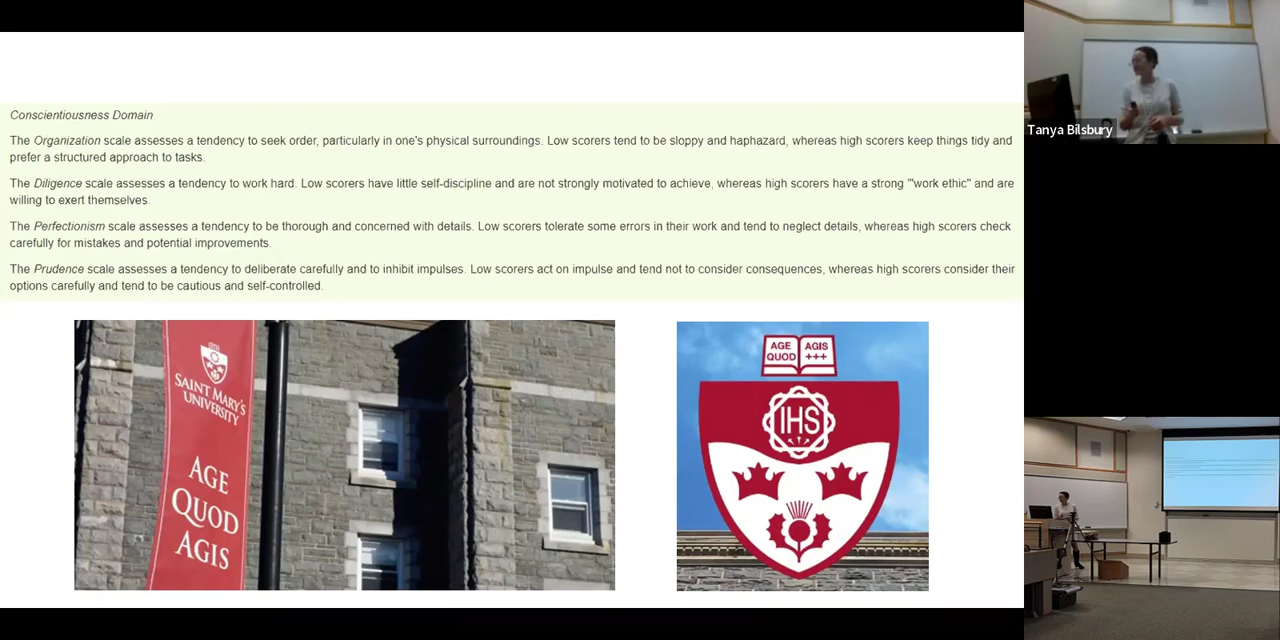 Conscientiousness Domain
The Organization scale assesses a tendency to seek order, particularly in one's physical surroundings. Low scorers tend to be sloppy and haphazard, whereas high scorers keep things tidy and
prefer a structured approach to tasks.
The Diligence scale assesses a tendency to work hard. Low scorers have little self-discipline and are not strongly motivated to achieve, whereas high scorers have a strong '"work ethic" and are
willing to exert themselves.
The Perfectionism scale assesses a tendency to be thorough and concerned with details. Low scorers tolerate some errors in their work and tend to neglect details, whereas high scorers check
carefully for mistakes and potential improvements.
The Prudence scale assesses a tendency to deliberate carefully and to inhibit impulses. Low scorers act on impulse and tend not to consider consequences, whereas high scorers consider their
options carefully and tend to be cautious and self-controlled.
SAINT MARY'S
UNIVERSITY
AGE
QUOD
AGIS
AGE AGIS
QUOD +++
IHS
Tanya Bilsbury